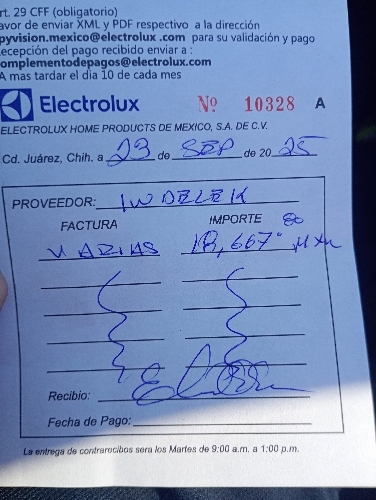 rt. 29 CFF (obligatorio)
avor de enviar XML y PDF respectivo a la dirección
pyvision.mexico@electrolux .com para su validación y pago
ecepción del pago recibido enviar a :
omplementodepagos@electrolux.com
A mas tardar el dia 10 de cada mes
Electrolux Nº 10328 A
ELECTROLUX HOME PRODUCTS DE MEXICO, S.A. DE C.V.
Cd. Juárez, Chih. a 23 de SEP de 20 25
PROVEEDOR: INDELEK
FACTURA IMPORTE
VARIAS 18,667 80 MXN
Recibio:
Fecha de Pago:
La entrega de contrarecibos sera los Martes de 9:00 a.m. a 1:00 p.m.